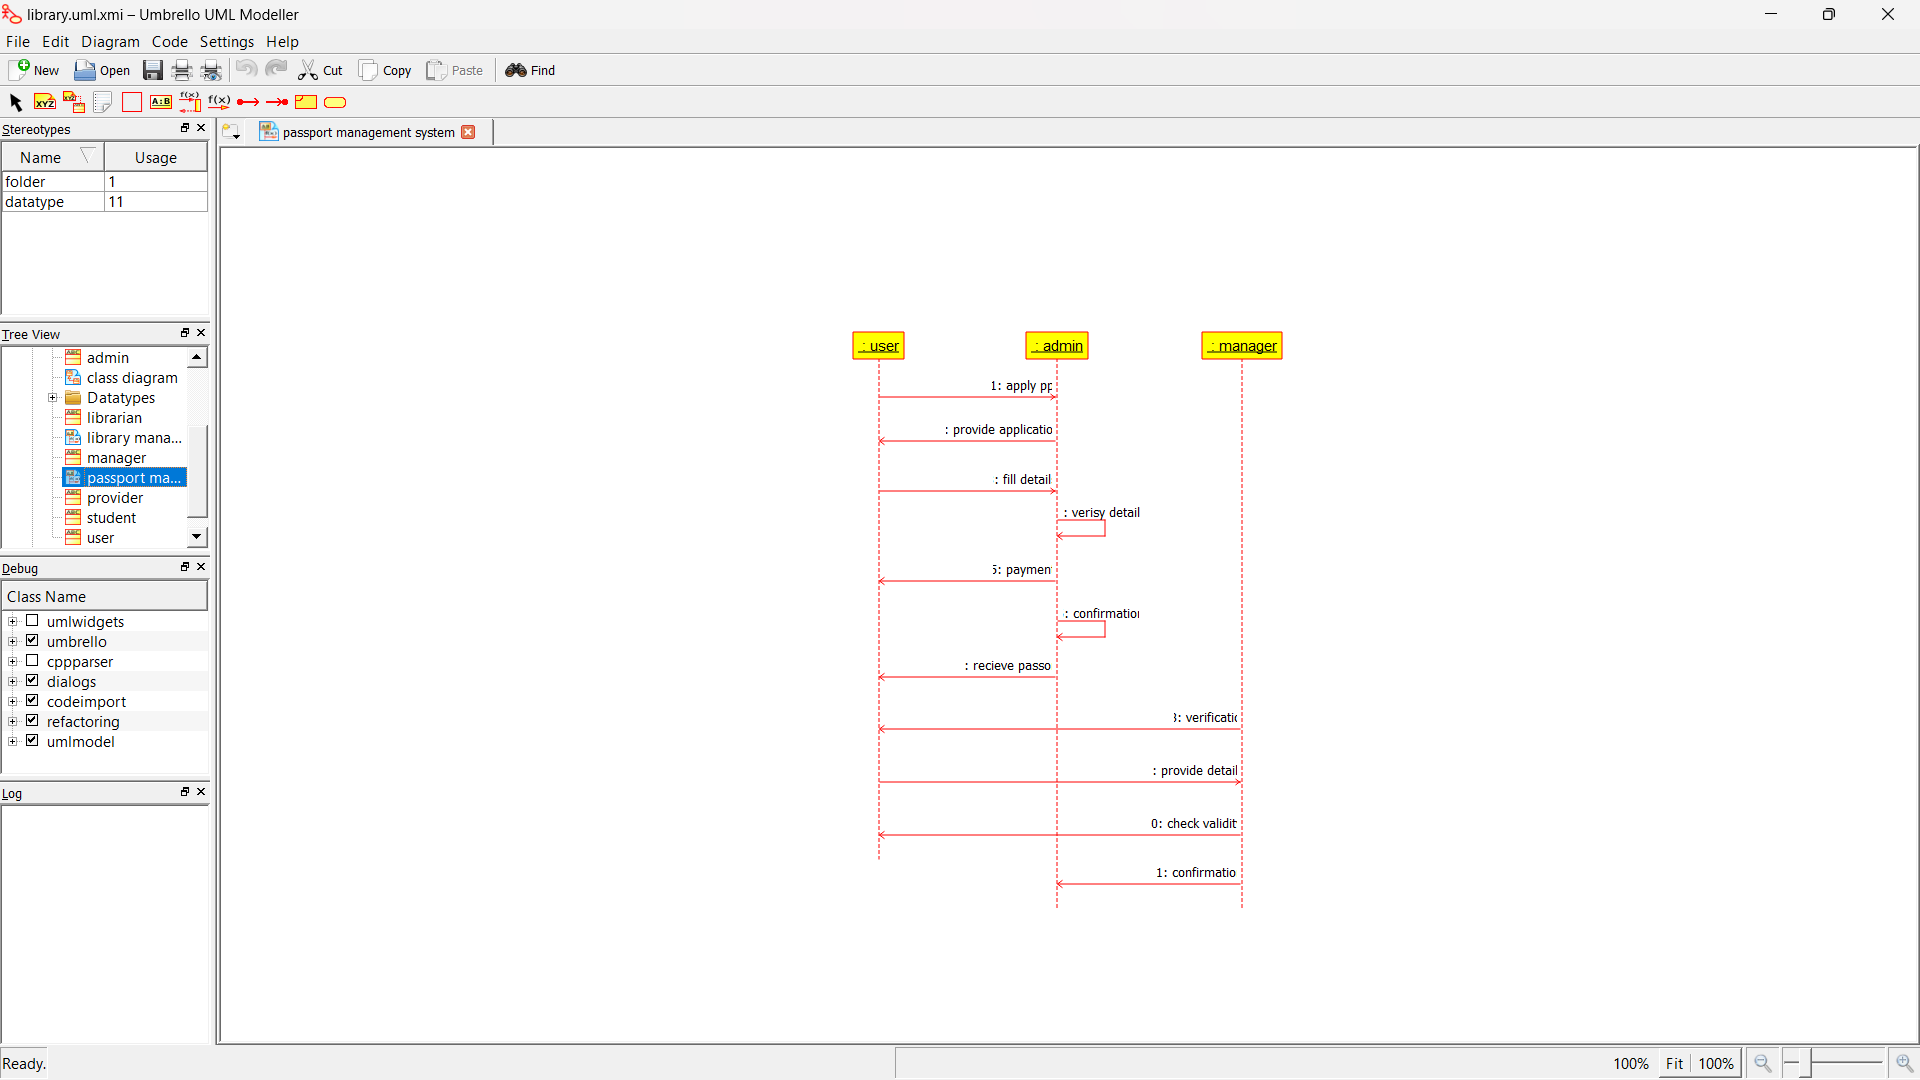 library.uml.xmi – Umbrello UML Modeller
File Edit Diagram Code Settings Help
New Open Cut Copy Paste Find
XYZ XYZ A:B f(x) f(x)
Stereotypes
passport management system
Name Usage
folder 1
datatype 11
Tree View
admin
class diagram
Datatypes
librarian
library mana...
manager
passport ma...
provider
student
user
Debug
Class Name
umlwidgets
umbrello
cppparser
dialogs
codeimport
refactoring
umlmodel
Log
: user : admin : manager
1: apply pp
: provide applicatio
: fill detail
: verisy detail
5: paymen
: confirmation
: recieve passo
3: verificatio
: provide detail
0: check validit
1: confirmatio
Ready.
100% Fit 100%